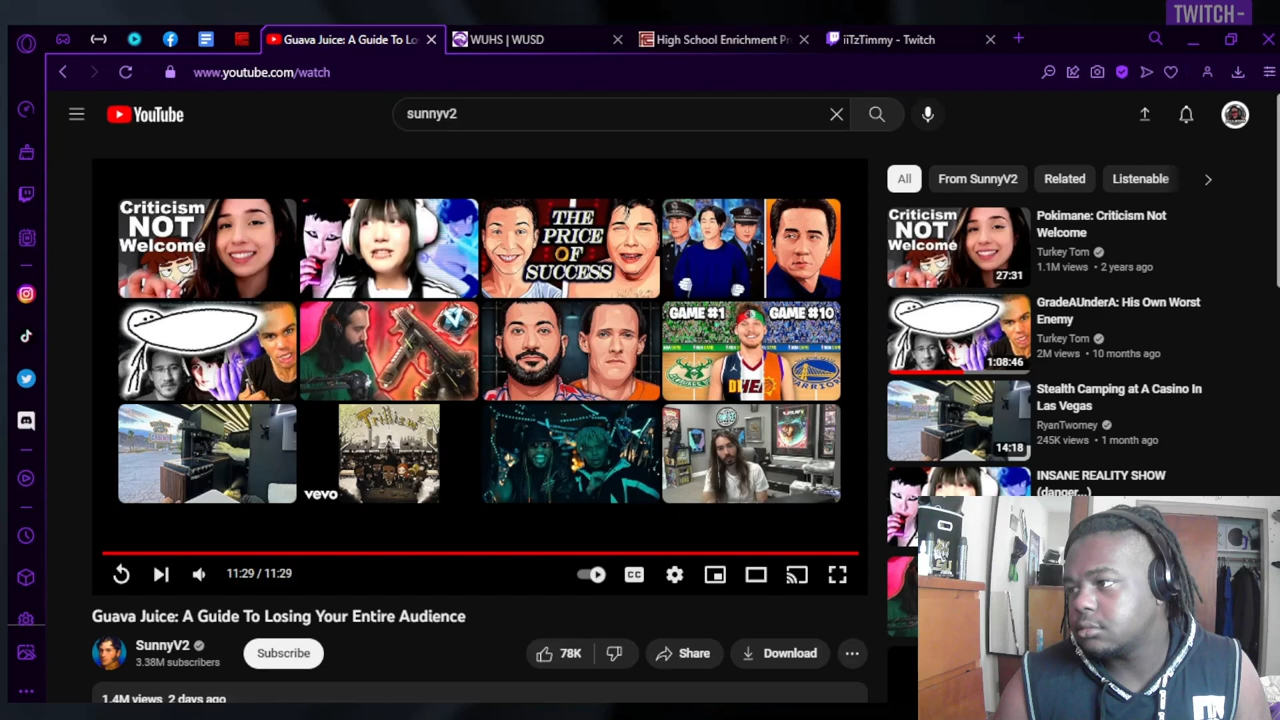 TWITCH-
Guava Juice: A Guide To Lo
WUHS | WUSD
High School Enrichment Pr
iiTzTimmy - Twitch
www.youtube.com/watch
YouTube
sunnyv2
All
From SunnyV2
Related
Listenable
Criticism
NOT
Welcome
THE
PRICE
OF
SUCCESS
GAME #1
GAME #10
Trillium
vevo
11:29 / 11:29
CC
Guava Juice: A Guide To Losing Your Entire Audience
SunnyV2
3.38M subscribers
Subscribe
78K
Share
Download
1.4M views 2 days ago
Criticism
NOT
Welcome
27:31
Pokimane: Criticism Not
Welcome
Turkey Tom
1.1M views • 2 years ago
1:08:46
GradeAUnderA: His Own Worst
Enemy
Turkey Tom
2M views • 10 months ago
14:18
Stealth Camping at A Casino In
Las Vegas
RyanTwomey
245K views • 1 month ago
INSANE REALITY SHOW
(danger...)